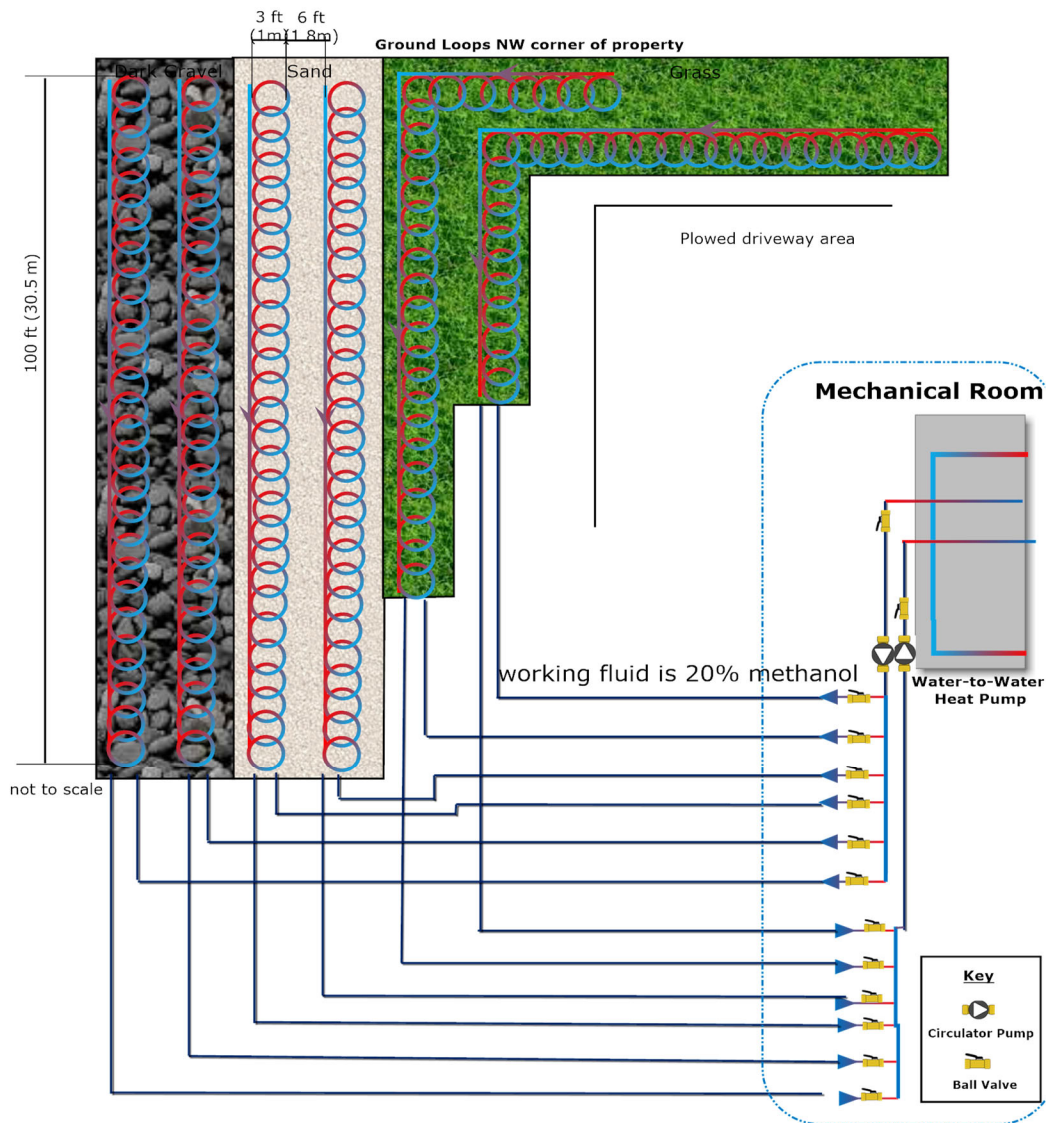 3 ft
6 ft
(1m)
1.8m)
Ground Loops NW corner of property
Dark Gravel
Sand
Grass
Plowed driveway area
100 ft (30.5 m)
Mechanical Room
working fluid is 20% methanol
Water-to-Water
Heat Pump
not to scale
Key
Circulator Pump
Ball Valve